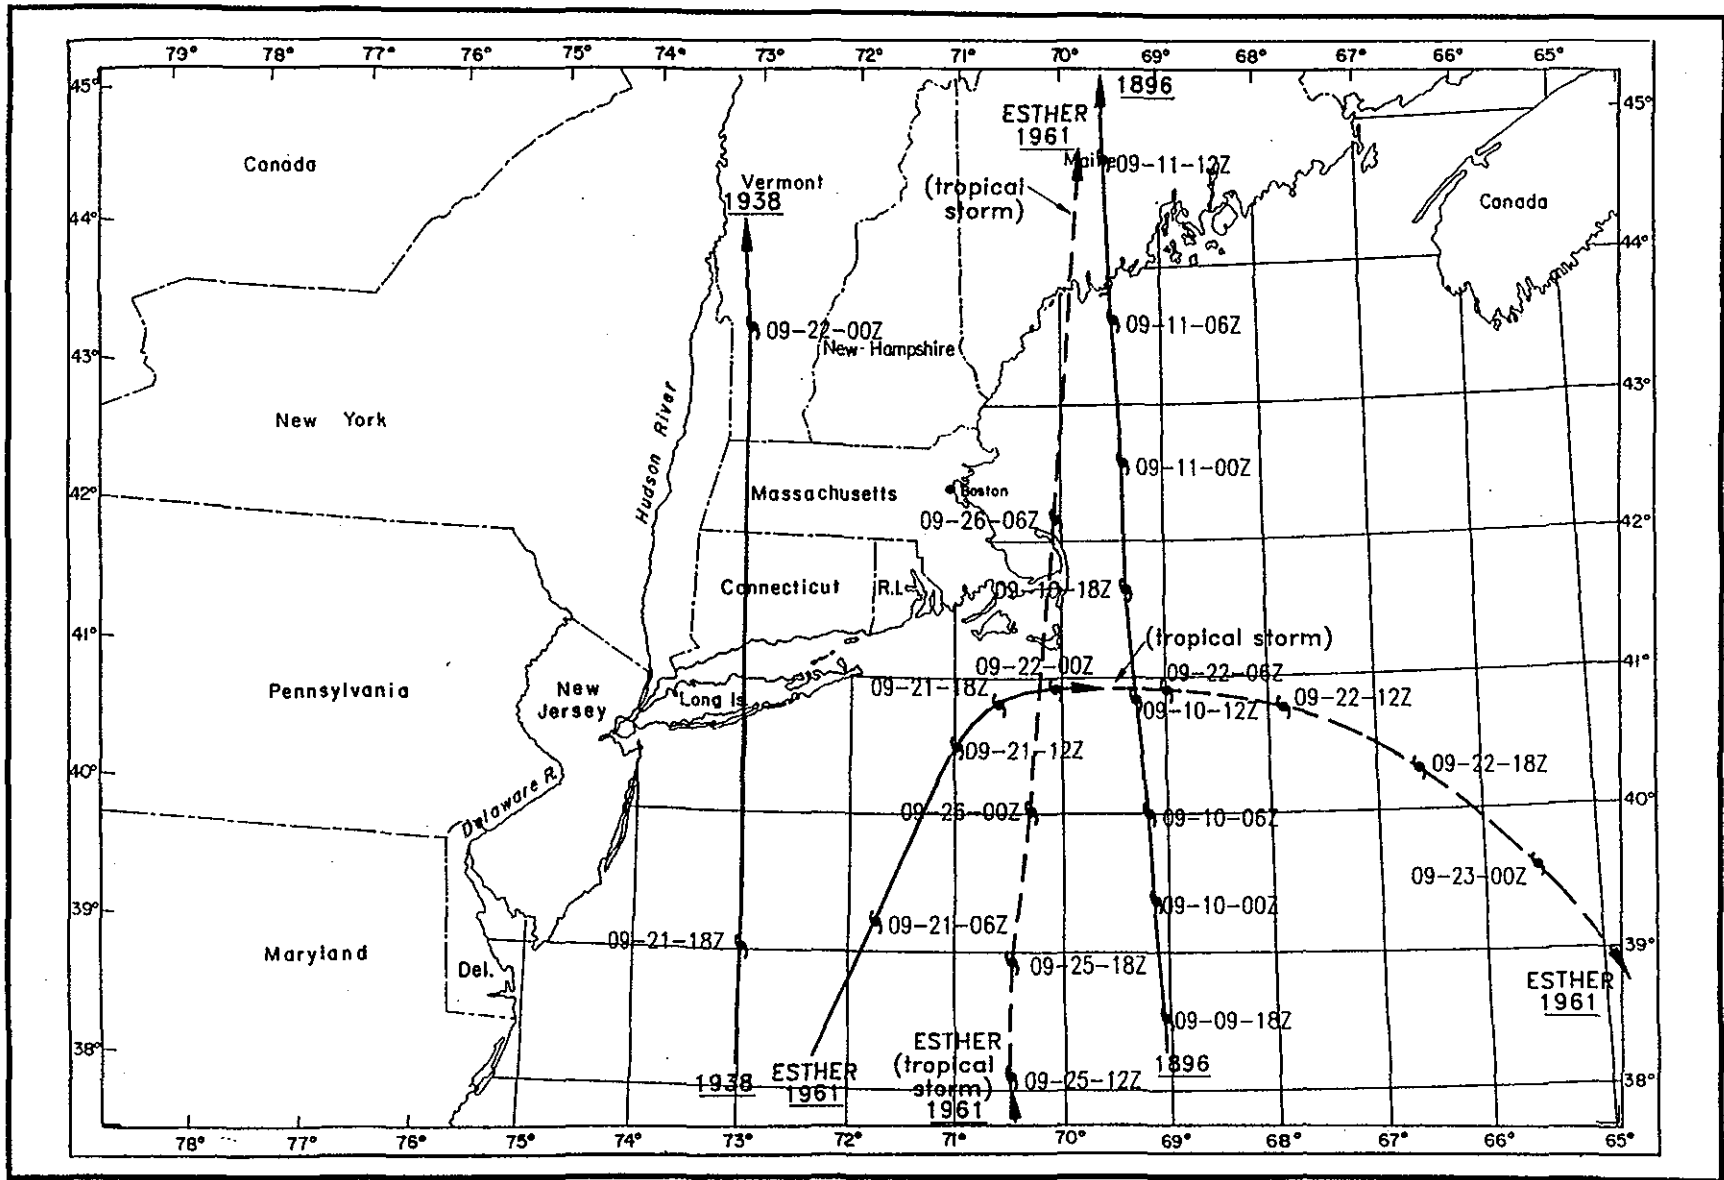 79° 78° 77° 76° 75° 74° 73° 72° 71° 70° 69° 68° 67° 66° 65°
45°
1896
45°
ESTHER
1961
Canada
Maine
09-11-12Z
Vermont
(tropical
storm)
1938
Canada
44°
44°
09-22-00Z
09-11-06Z
New-Hampshire
43°
43°
New York
Hudson River
09-11-00Z
42°
Massachusetts
Boston
42°
09-26-06Z
Connecticut
R.I.
09-10-18Z
41°
(tropical storm)
41°
09-22-00Z
09-22-06Z
Pennsylvania
New
Jersey
Long Is.
09-21-18Z
09-22-12Z
09-10-12Z
09-21-12Z
40°
09-22-18Z
Delaware R.
09-26-00Z
09-10-06Z
40°
09-23-00Z
39°
09-10-00Z
09-21-06Z
09-21-18Z
39°
Maryland
Del.
09-25-18Z
ESTHER
1961
09-09-18Z
38°
ESTHER
(tropical
storm)
1961
1896
ESTHER
1961
1938
09-25-12Z
38°
78° 77° 76° 75° 74° 73° 72° 71° 70° 69° 68° 67° 66° 65°